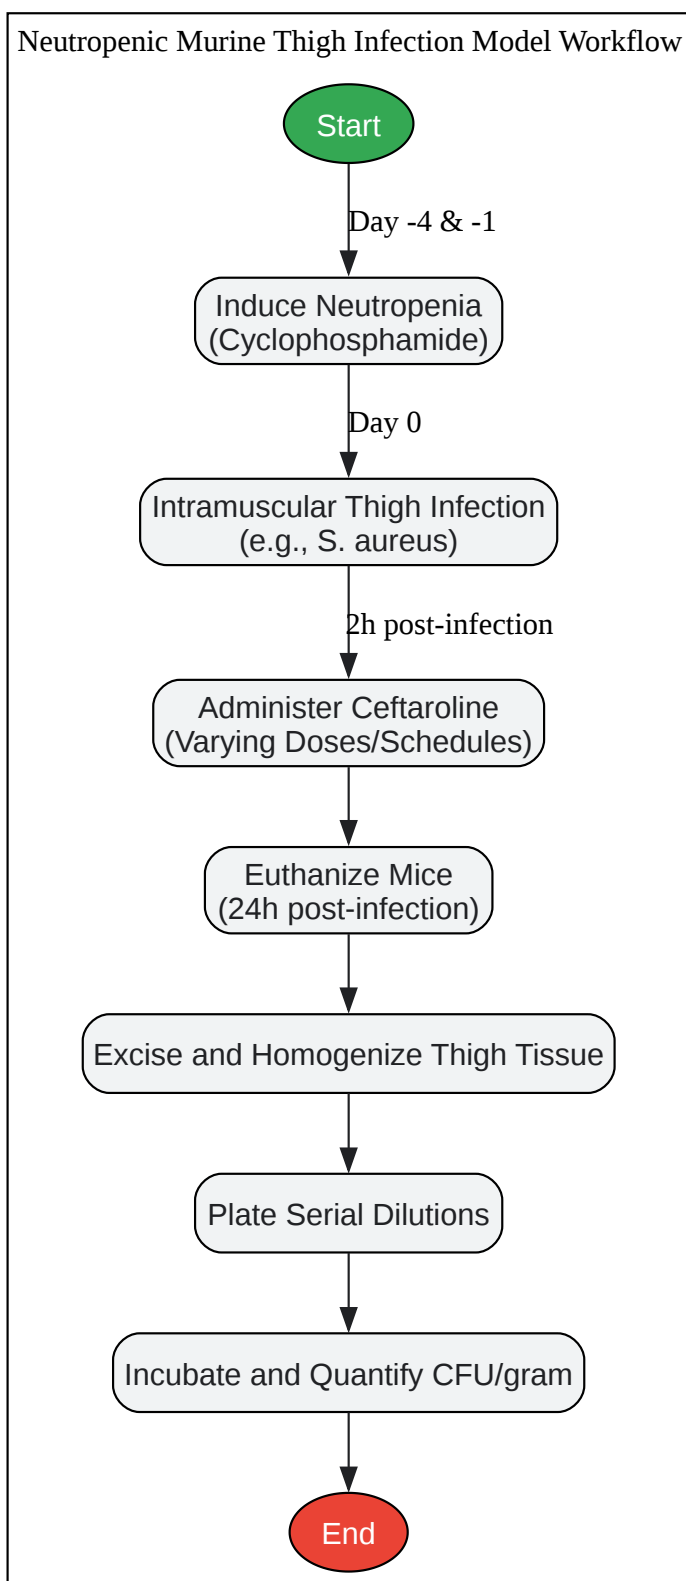 Neutropenic Murine Thigh Infection Model Workflow
Start
Day -4 & -1
Induce Neutropenia
(Cyclophosphamide)
Day 0
Intramuscular Thigh Infection
(e.g., S. aureus)
2h post-infection
Administer Ceftaroline
(Varying Doses/Schedules)
Euthanize Mice
(24h post-infection)
Excise and Homogenize Thigh Tissue
Plate Serial Dilutions
Incubate and Quantify CFU/gram
End